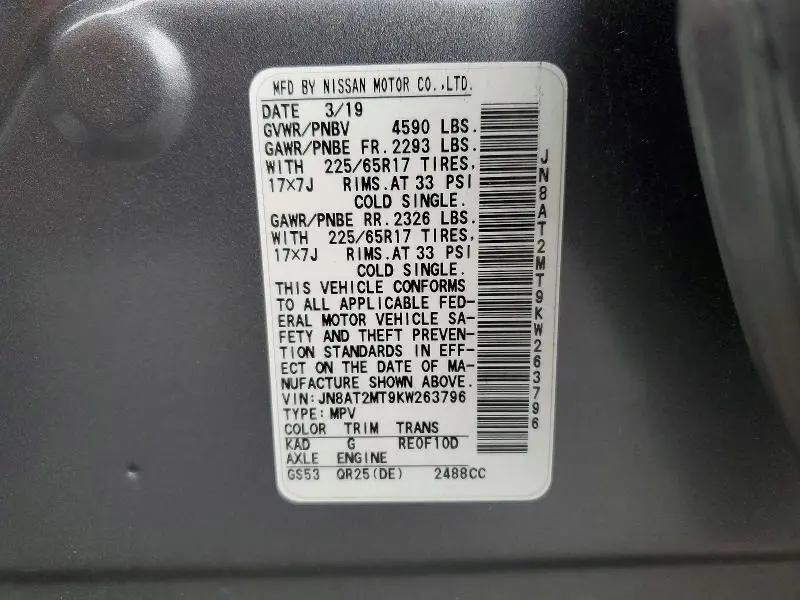 MFD BY NISSAN MOTOR CO.,LTD.
DATE 3/19
GVWR/PNBV 4590 LBS.
GAWR/PNBE FR. 2293 LBS.
WITH 225/65R17 TIRES,
17×7J RIMS.AT 33 PSI
COLD SINGLE.
GAWR/PNBE RR. 2326 LBS.
WITH 225/65R17 TIRES,
17×7J RIMS.AT 33 PSI
COLD SINGLE.
THIS VEHICLE CONFORMS
TO ALL APPLICABLE FED-
ERAL MOTOR VEHICLE SA-
FETY AND THEFT PREVEN-
TION STANDARDS IN EFF-
ECT ON THE DATE OF MA-
NUFACTURE SHOWN ABOVE.
VIN:JN8AT2MT9KW263796
TYPE:MPV
COLOR TRIM TRANS
KAD G RE0F10D
AXLE ENGINE
GS53 QR25(DE) 2488CC
JN8AT2MT9KW263796